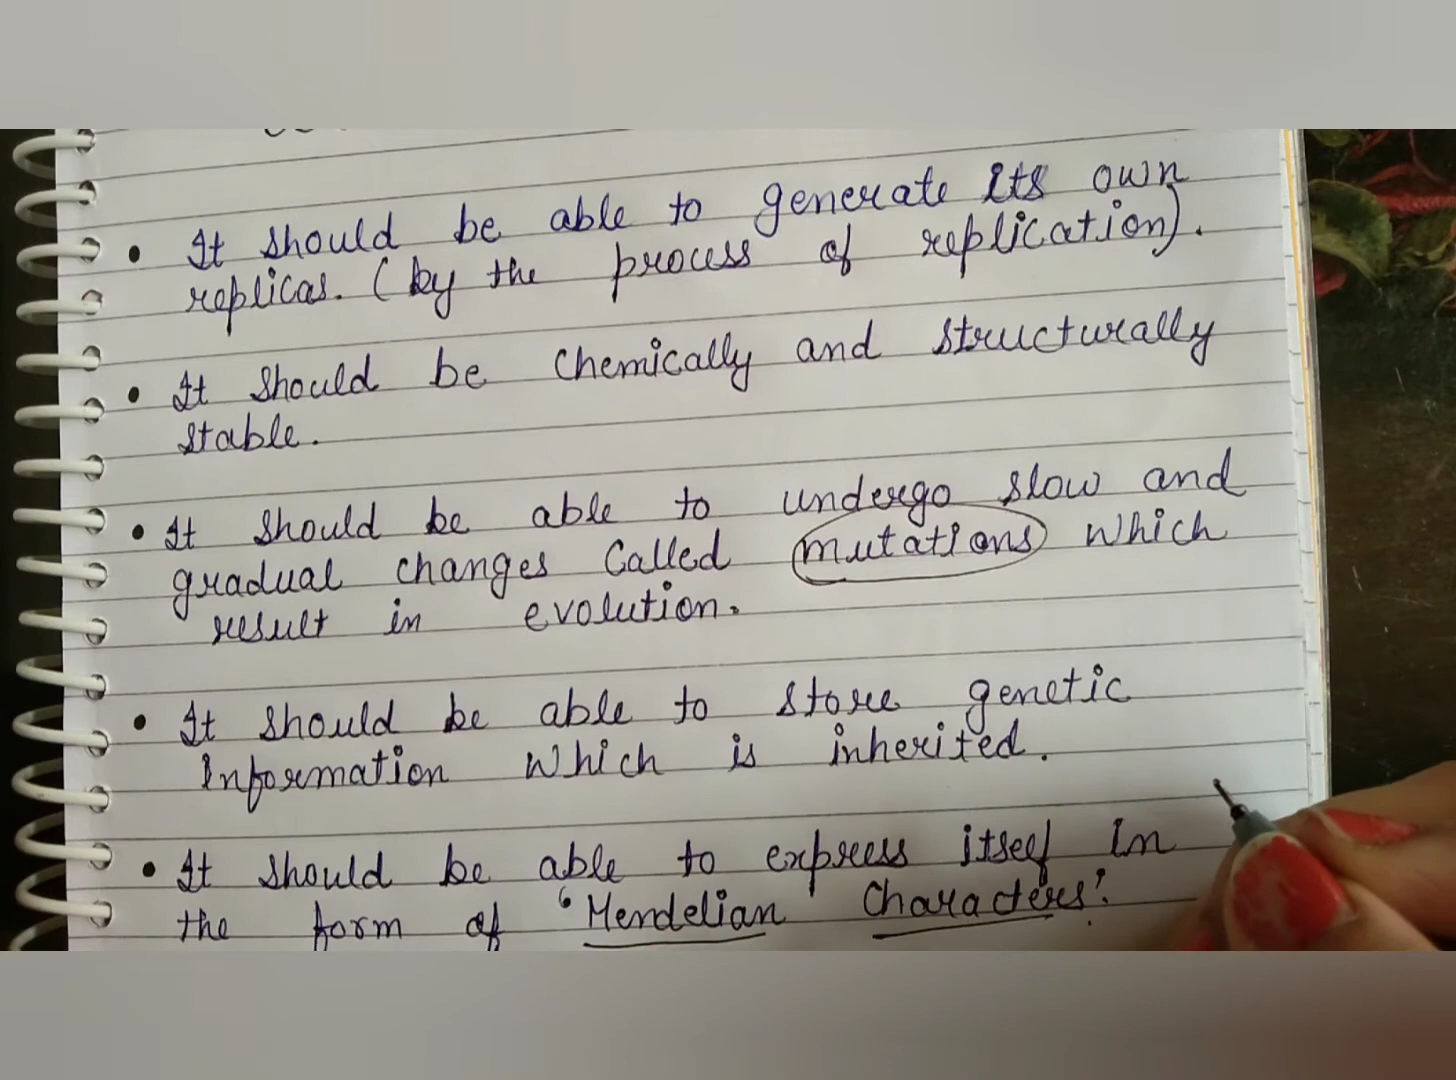 • It should be able to generate its own
replicas. (by the process of replication).
• It should be chemically and structurally
stable.
• It should be able to undergo slow and
gradual changes called mutations which
result in evolution.
• It should be able to store genetic
Information which is inherited.
• It should be able to express itself in
the form of 'Mendelian Characters'.